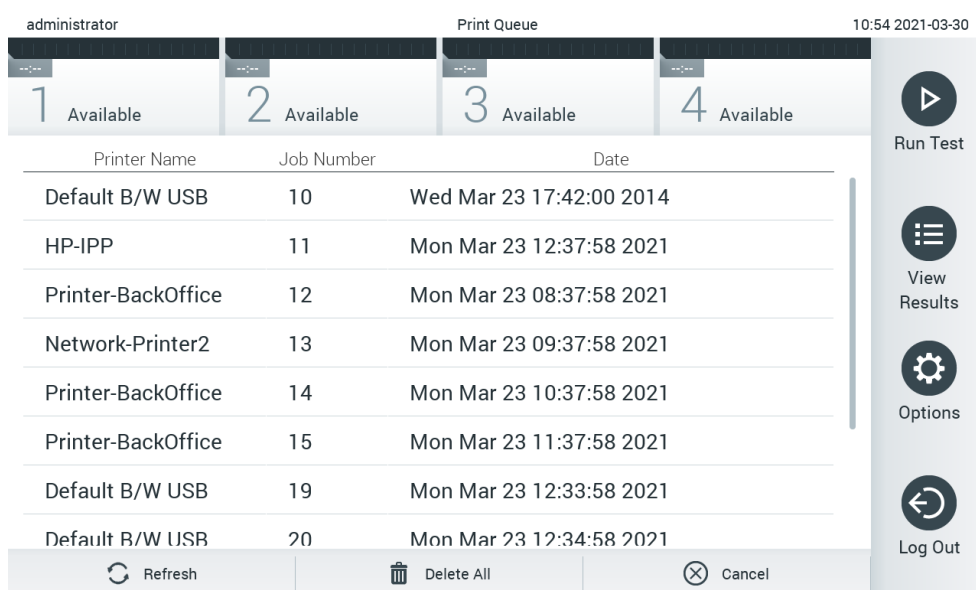 administrator Print Queue 10:54 2021-03-30
--:-- --:-- --:-- --:--
1 Available 2 Available 3 Available 4 Available
Run Test
Printer Name Job Number Date
Default B/W USB 10 Wed Mar 23 17:42:00 2014
HP-IPP 11 Mon Mar 23 12:37:58 2021
Printer-BackOffice 12 Mon Mar 23 08:37:58 2021
View
Results
Network-Printer2 13 Mon Mar 23 09:37:58 2021
Printer-BackOffice 14 Mon Mar 23 10:37:58 2021
Options
Printer-BackOffice 15 Mon Mar 23 11:37:58 2021
Default B/W USB 19 Mon Mar 23 12:33:58 2021
Default B/W USB 20 Mon Mar 23 12:34:58 2021
Log Out
Refresh Delete All Cancel